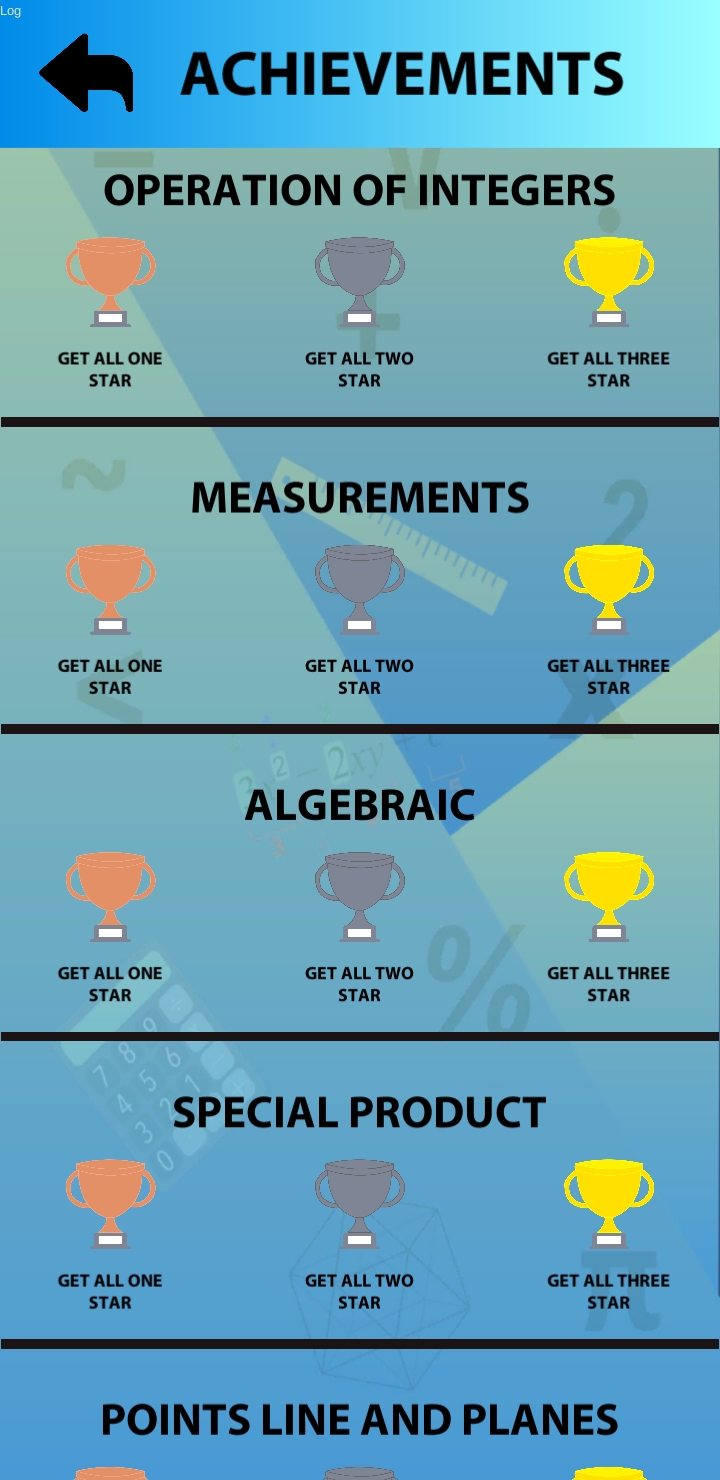 Log
ACHIEVEMENTS
OPERATION OF INTEGERS
GET ALL ONE
STAR
GET ALL TWO
STAR
GET ALL THREE
STAR
MEASUREMENTS
GET ALL ONE
STAR
GET ALL TWO
STAR
GET ALL THREE
STAR
ALGEBRAIC
GET ALL ONE
STAR
GET ALL TWO
STAR
GET ALL THREE
STAR
SPECIAL PRODUCT
GET ALL ONE
STAR
GET ALL TWO
STAR
GET ALL THREE
STAR
POINTS LINE AND PLANES